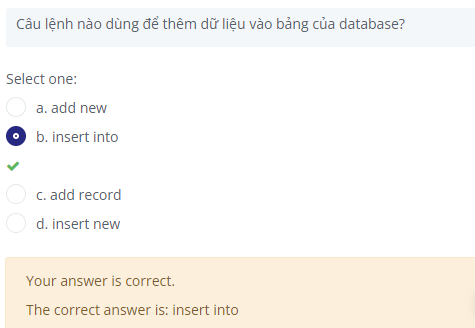 Câu lệnh nào dùng để thêm dữ liệu vào bảng của database?
Select one:
a. add new
b. insert into
c. add record
d. insert new
Your answer is correct.
The correct answer is: insert into